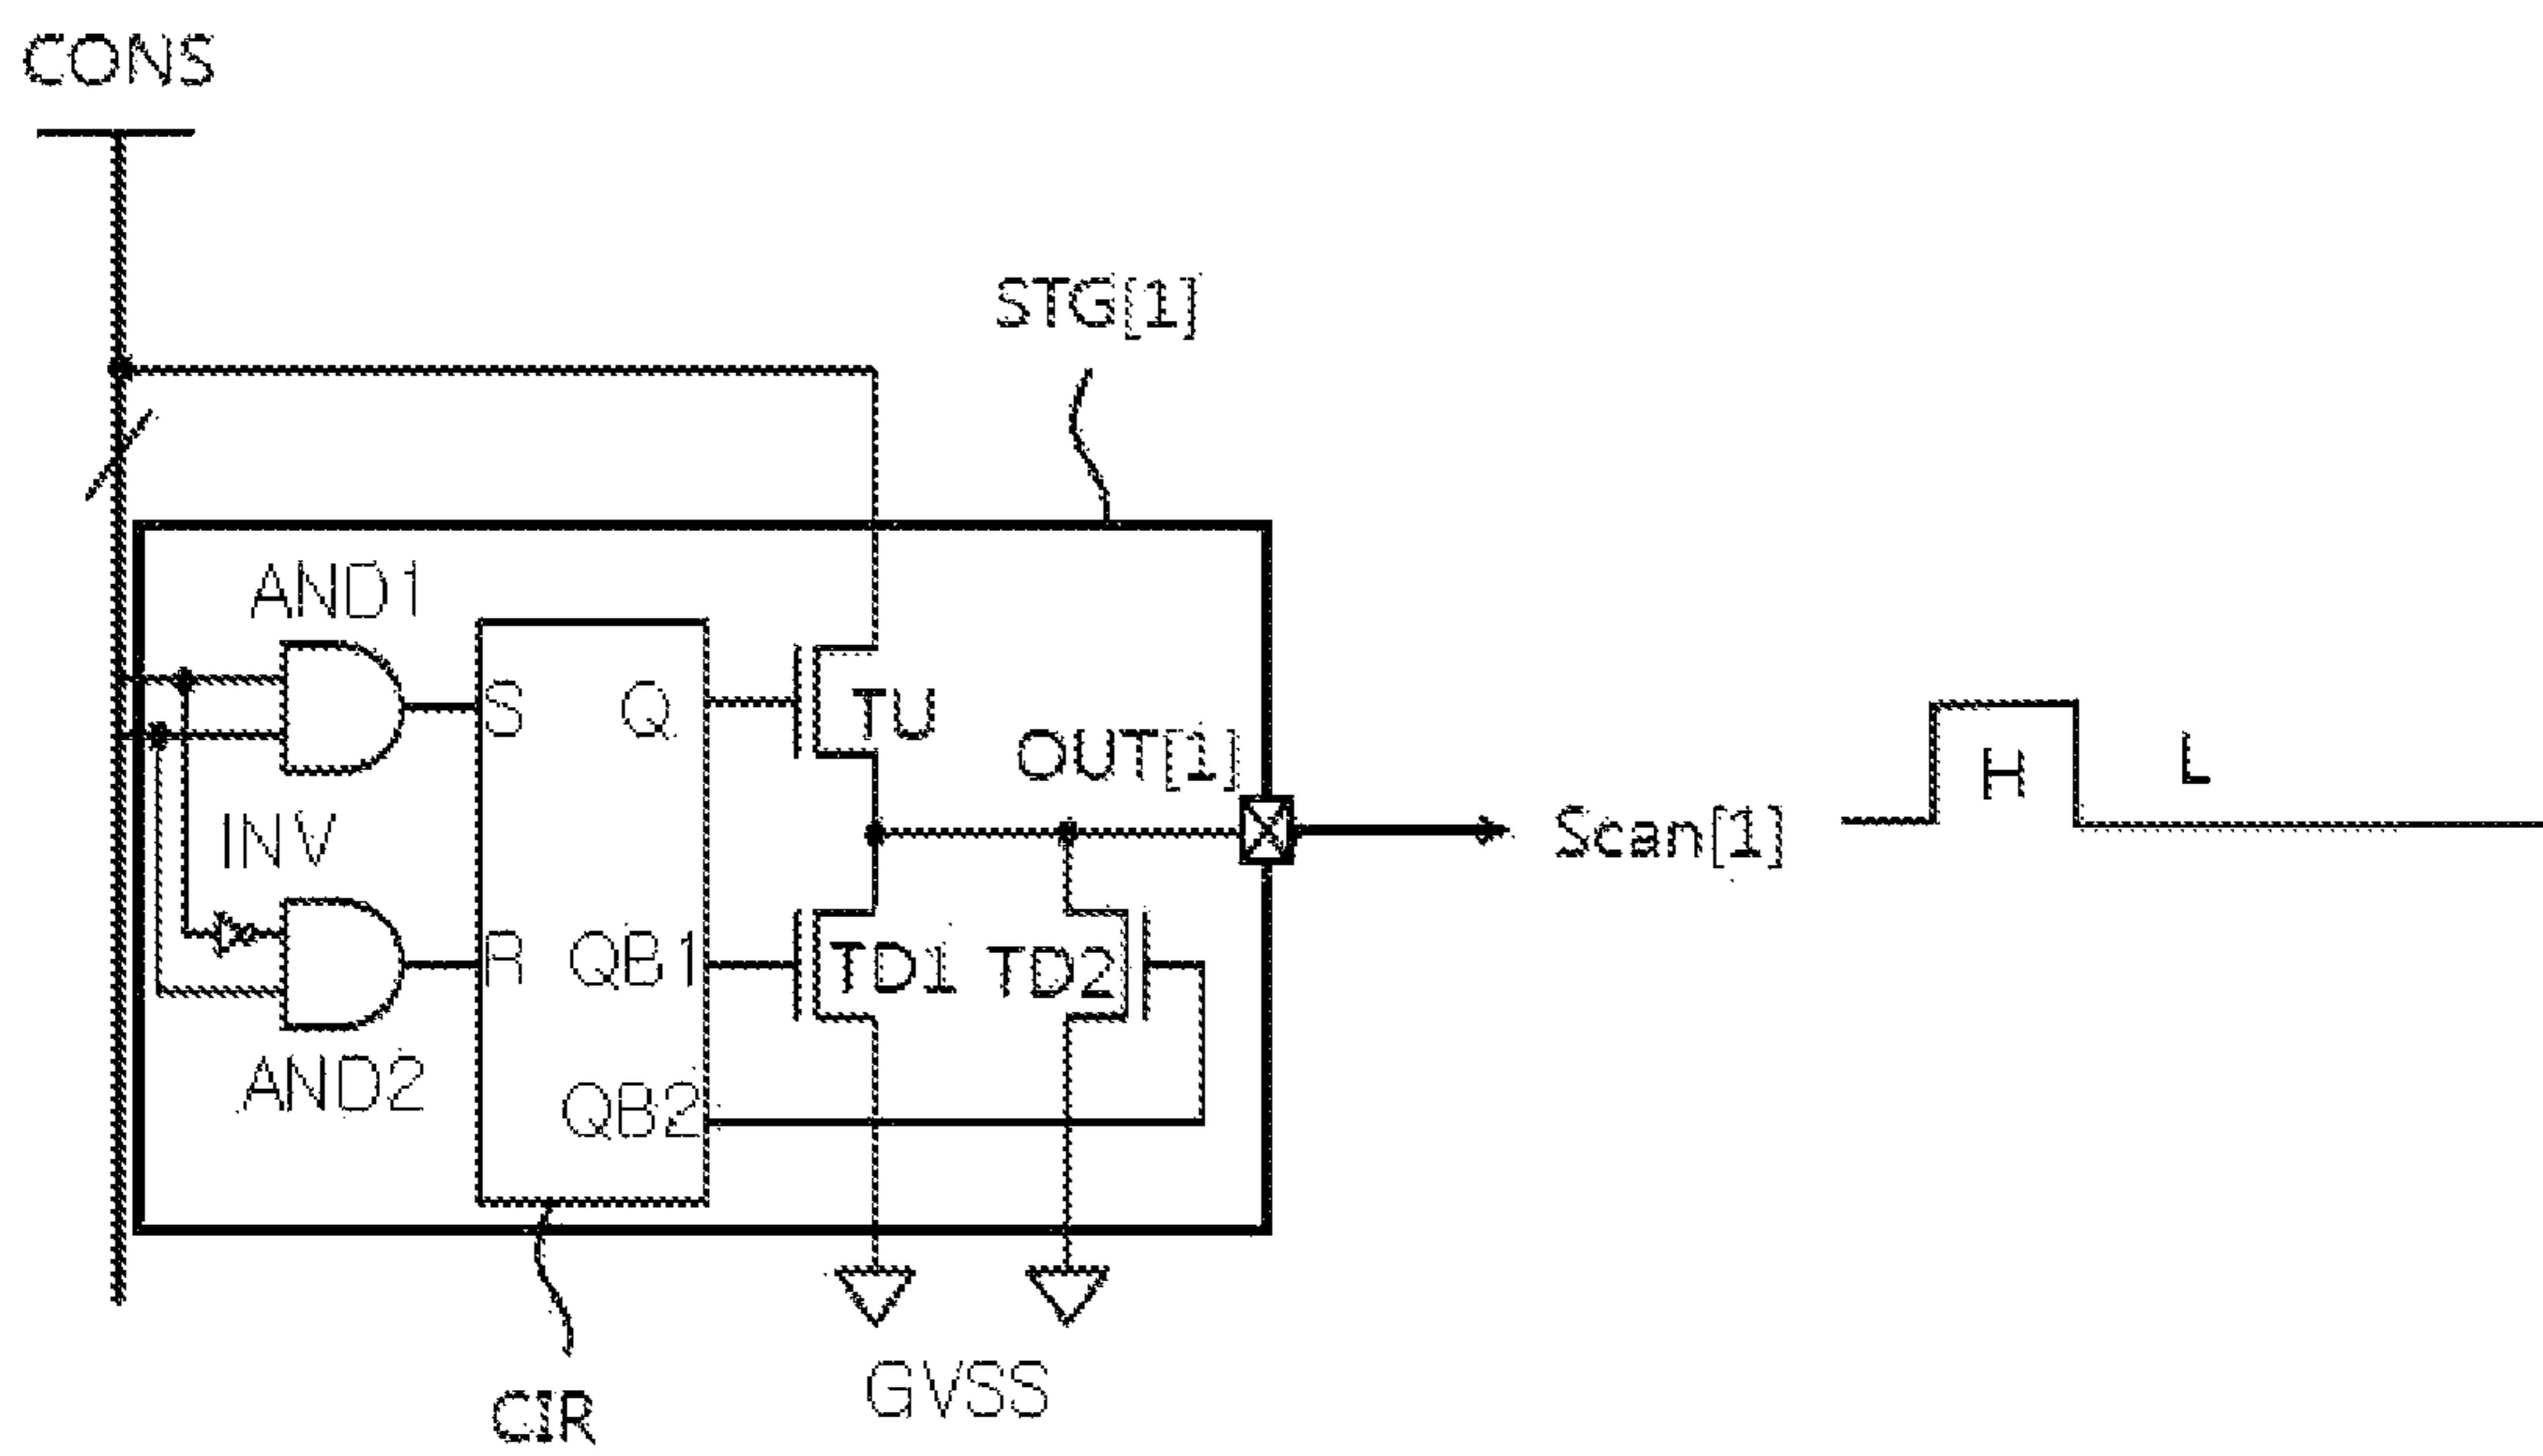 CONS
STG[1]
AND1
S
Q
TU
OUT[1]
H
L
INV
Scan[1]
R
QB1
TD1
TD2
AND2
QB2
GVSS
CIR